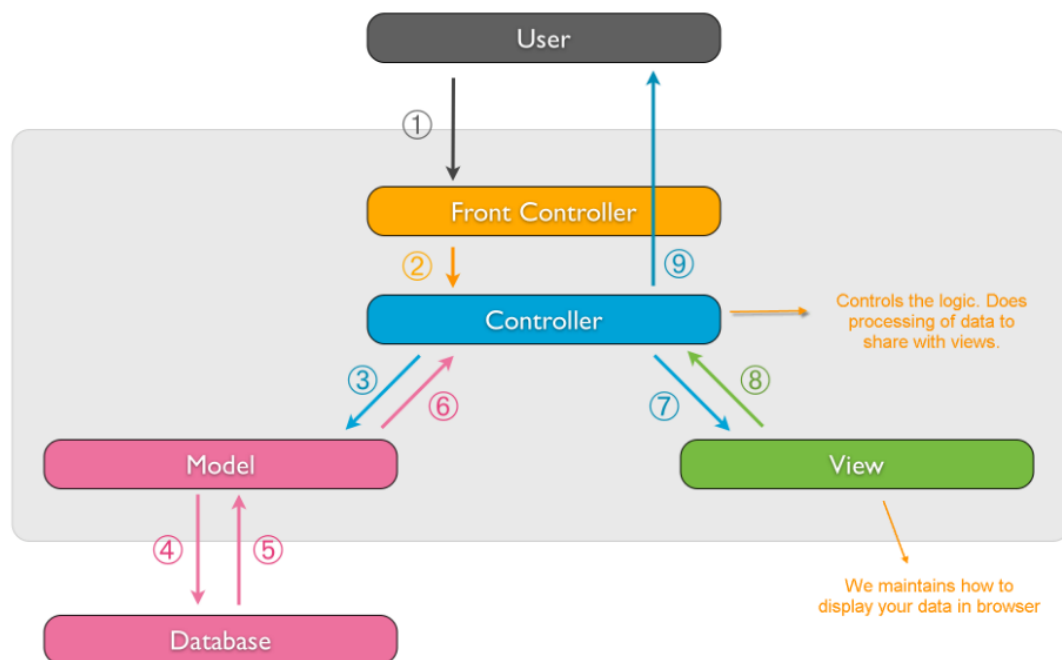 User
①
Front Controller
②
⑨
Controller
Controls the logic. Does
processing of data to
share with views.
③
⑥
⑦
⑧
Model
View
④
⑤
We maintains how to
display your data in browser
Database